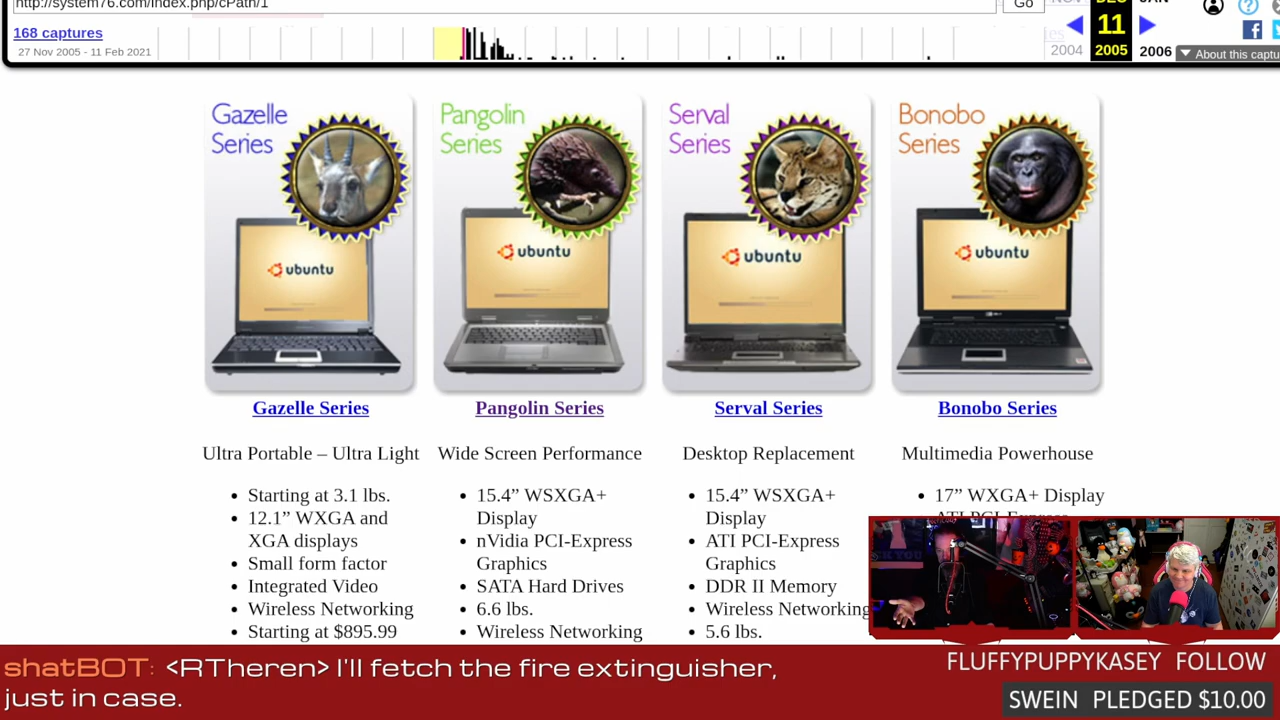 http://system76.com/index.php/cPath/1
Go
DEC
JAN
168 captures
27 Nov 2005 - 11 Feb 2021
11
2004
2005
2006
About this captu
Gazelle Series
Pangolin Series
Serval Series
Bonobo Series
ubuntu
ubuntu
ubuntu
ubuntu
Gazelle Series
Pangolin Series
Serval Series
Bonobo Series
Ultra Portable – Ultra Light
Wide Screen Performance
Desktop Replacement
Multimedia Powerhouse
• Starting at 3.1 lbs.
• 12.1” WXGA and
XGA displays
• Small form factor
• Integrated Video
• Wireless Networking
• Starting at $895.99
• 15.4” WSXGA+
Display
• nVidia PCI-Express
Graphics
• SATA Hard Drives
• 6.6 lbs.
• Wireless Networking
• 15.4” WSXGA+
Display
• ATI PCI-Express
Graphics
• DDR II Memory
• Wireless Networking
• 5.6 lbs.
• 17” WXGA+ Display
ATI PCI-Express
shatBOT: <RTheren> I'll fetch the fire extinguisher,
just in case.
FLUFFYPUPPYKASEY FOLLOW
SWEIN PLEDGED $10.00